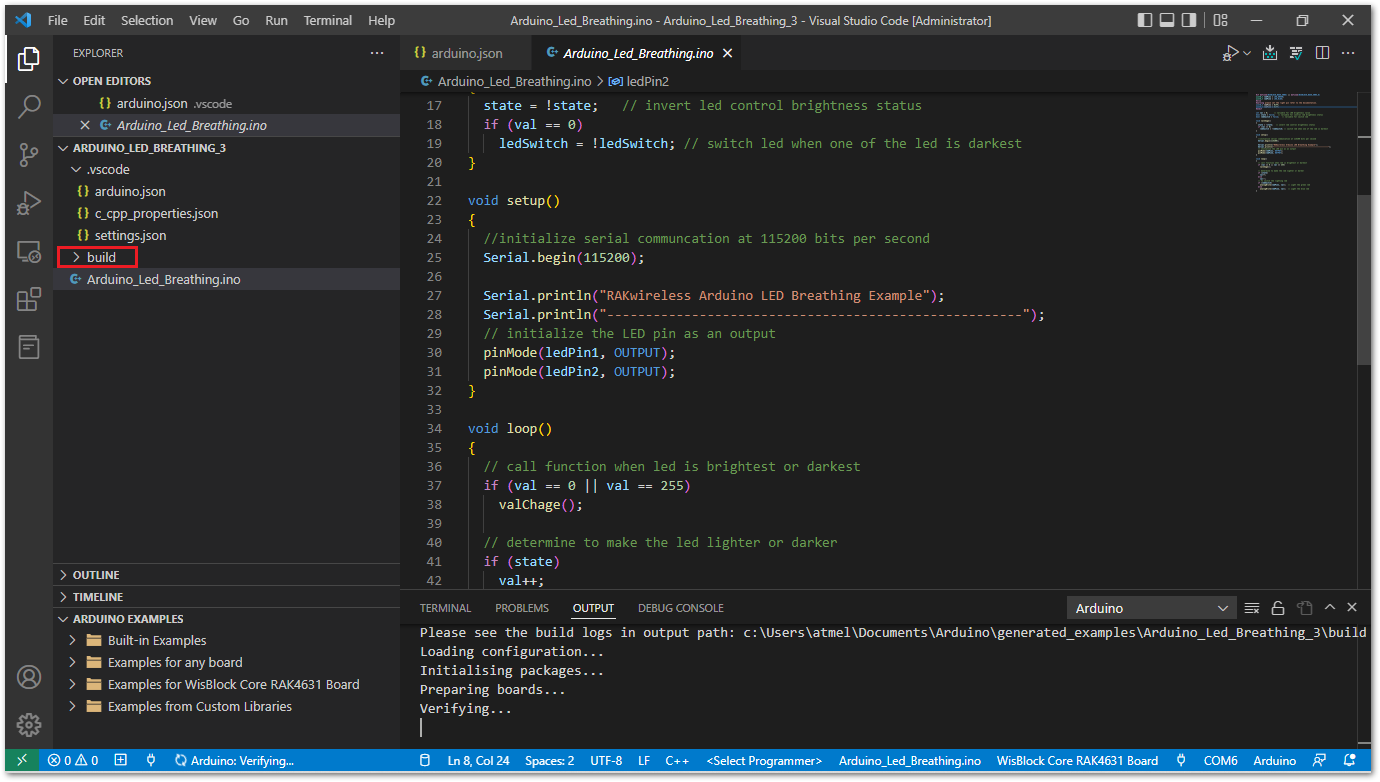 File Edit Selection View Go Run Terminal Help Arduino_Led_Breathing.ino - Arduino_Led_Breathing_3 - Visual Studio Code [Administrator]
EXPLORER
OPEN EDITORS
arduino.json .vscode
Arduino_Led_Breathing.ino
ARDUINO_LED_BREATHING_3
.vscode
arduino.json
c_cpp_properties.json
settings.json
build
Arduino_Led_Breathing.ino
OUTLINE
TIMELINE
ARDUINO EXAMPLES
Built-in Examples
Examples for any board
Examples for WisBlock Core RAK4631 Board
Examples from Custom Libraries
arduino.json Arduino_Led_Breathing.ino
Arduino_Led_Breathing.ino > ledPin2
17 state = !state; // invert led control brightness status
18 if (val == 0)
19 ledSwitch = !ledSwitch; // switch led when one of the led is darkest
20 }
21
22 void setup()
23 {
24 //initialize serial communcation at 115200 bits per second
25 Serial.begin(115200);
26
27 Serial.println("RAKwireless Arduino LED Breathing Example");
28 Serial.println("------------------------------------------------------");
29 // initialize the LED pin as an output
30 pinMode(ledPin1, OUTPUT);
31 pinMode(ledPin2, OUTPUT);
32 }
33
34 void loop()
35 {
36 // call function when led is brightest or darkest
37 if (val == 0 || val == 255)
38 valChage();
39
40 // determine to make the led lighter or darker
41 if (state)
42 val++;
TERMINAL PROBLEMS OUTPUT DEBUG CONSOLE Arduino
Please see the build logs in output path: c:\Users\atmel\Documents\Arduino\generated_examples\Arduino_Led_Breathing_3\build
Loading configuration...
Initialising packages...
Preparing boards...
Verifying...
0 0 Arduino: Verifying... Ln 8, Col 24 Spaces: 2 UTF-8 LF C++ <Select Programmer> Arduino_Led_Breathing.ino WisBlock Core RAK4631 Board COM6 Arduino